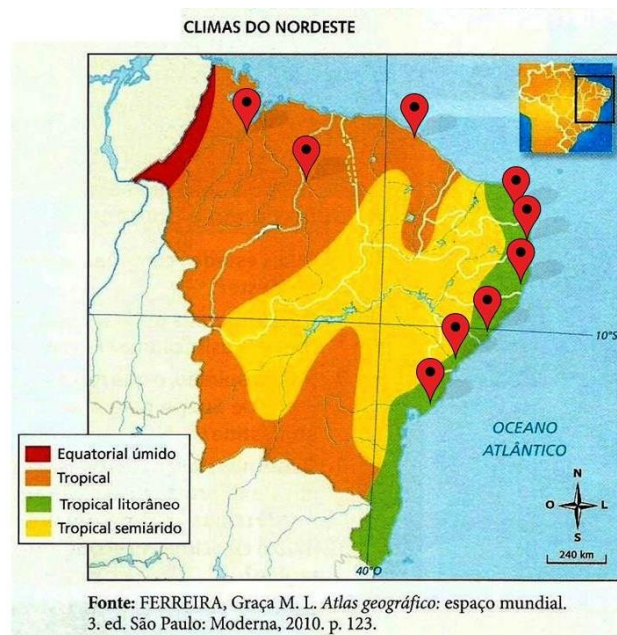 CLIMAS DO NORDESTE
10°S
OCEANO
ATLÂNTICO
Equatorial úmido
Tropical
Tropical litorâneo
Tropical semiárido
N
O
L
S
240 km
40°O
Fonte: FERREIRA, Graça M. L. Atlas geográfico: espaço mundial.
3. ed. São Paulo: Moderna, 2010. p. 123.